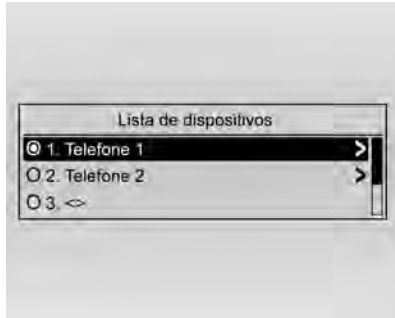 Lista de dispositivos
1. Telefone 1 >
2. Telefone 2 >
3. <>